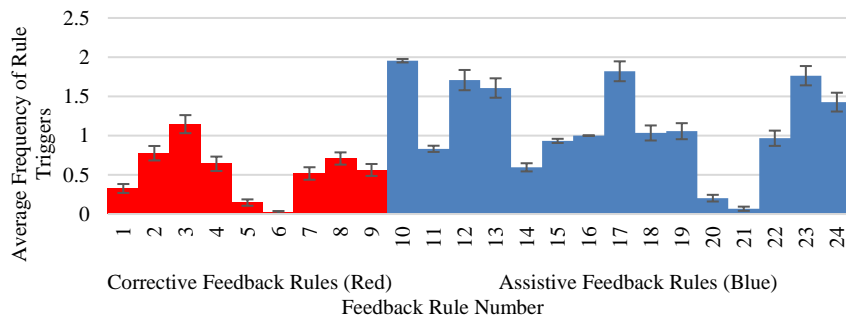 Average Frequency of Rule
Triggers
2.5
2
1.5
1
0.5
0
1 2 3 4 5 6 7 8 9 10 11 12 13 14 15 16 17 18 19 20 21 22 23 24
Corrective Feedback Rules (Red) Assistive Feedback Rules (Blue)
Feedback Rule Number